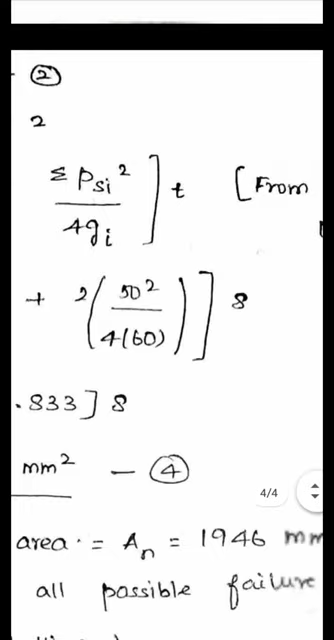 - ②
2
Σ Psi² / 4gi ] t [From
+ 2( 50² / 4(60) ) ] 8
.833] 8
mm² — ④
4/4
area = An = 1946 mm
all possible failure